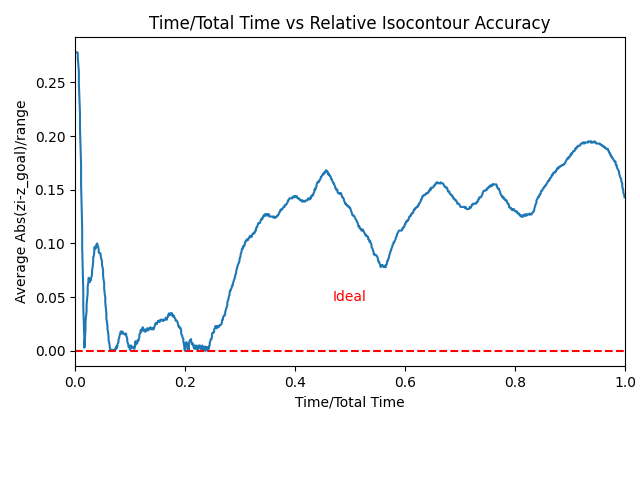 Time/Total Time vs Relative Isocontour Accuracy
Average Abs(zi-z_goal)/range
0.25
0.20
0.15
0.10
0.05
0.00
Ideal
0.0 0.2 0.4 0.6 0.8 1.0
Time/Total Time